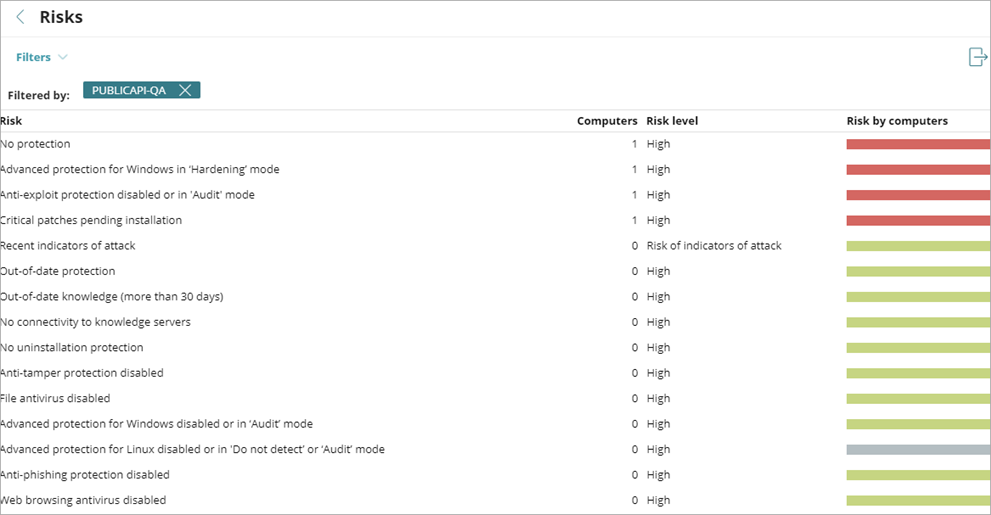 Risks
Filters
Filtered by: PUBLICAPI-QA
Risk Computers Risk level Risk by computers
No protection 1 High
Advanced protection for Windows in ‘Hardening’ mode 1 High
Anti-exploit protection disabled or in 'Audit' mode 1 High
Critical patches pending installation 1 High
Recent indicators of attack 0 Risk of indicators of attack
Out-of-date protection 0 High
Out-of-date knowledge (more than 30 days) 0 High
No connectivity to knowledge servers 0 High
No uninstallation protection 0 High
Anti-tamper protection disabled 0 High
File antivirus disabled 0 High
Advanced protection for Windows disabled or in ‘Audit’ mode 0 High
Advanced protection for Linux disabled or in 'Do not detect’ or ‘Audit’ mode 0 High
Anti-phishing protection disabled 0 High
Web browsing antivirus disabled 0 High